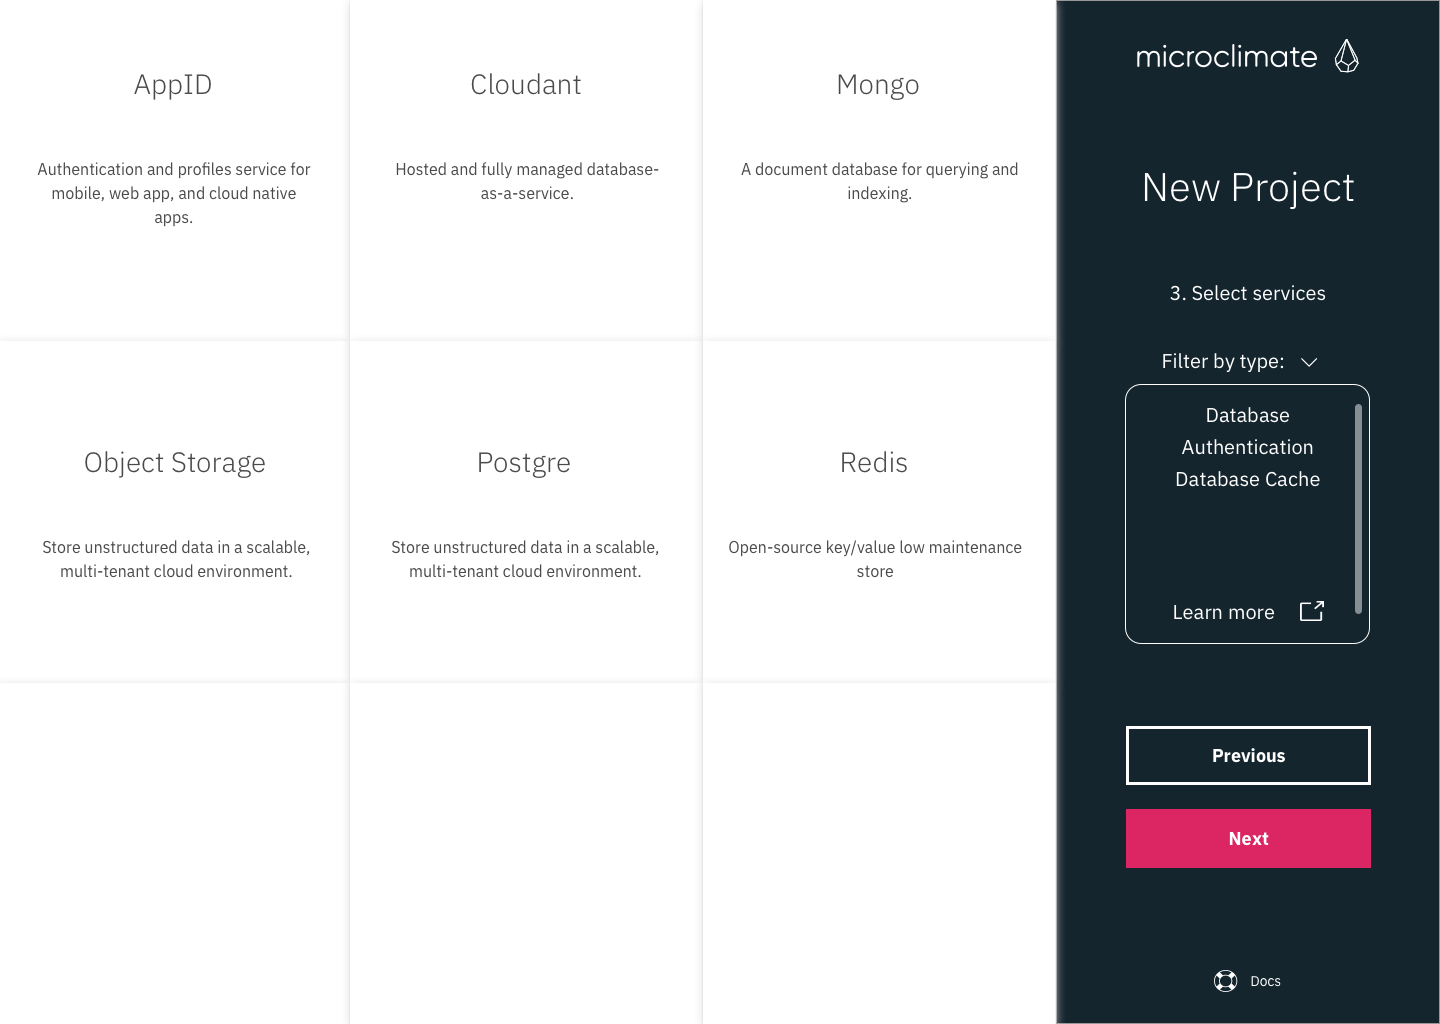 AppID
Authentication and profiles service for
mobile, web app, and cloud native
apps.
Cloudant
Hosted and fully managed database-
as-a-service.
Mongo
A document database for querying and
indexing.
Object Storage
Store unstructured data in a scalable,
multi-tenant cloud environment.
Postgre
Store unstructured data in a scalable,
multi-tenant cloud environment.
Redis
Open-source key/value low maintenance
store
microclimate
New Project
3. Select services
Filter by type:
Database
Authentication
Database Cache
Learn more
Previous
Next
Docs